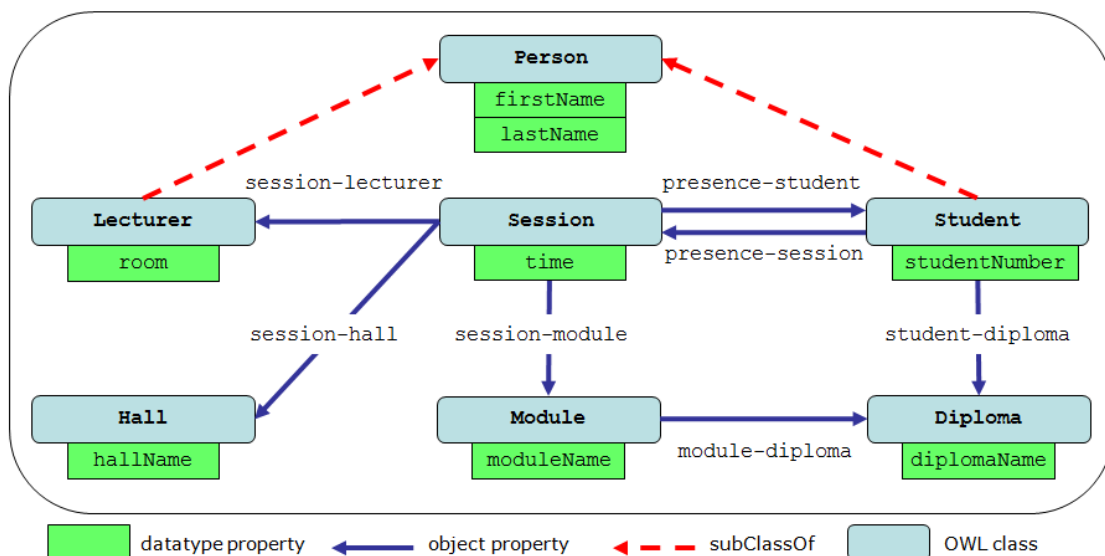 Person
firstName
lastName
session-lecturer
presence-student
Lecturer
Session
Student
room
time
presence-session
studentNumber
session-hall
session-module
student-diploma
Hall
Module
Diploma
hallName
moduleName
module-diploma
diplomaName
datatype property
object property
subClassOf
OWL class